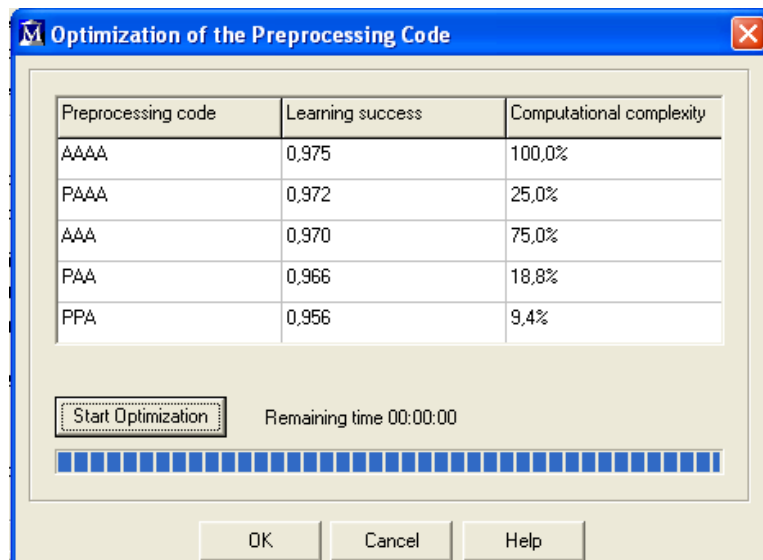 Optimization of the Preprocessing Code
Preprocessing code Learning success Computational complexity
AAAA 0,975 100,0%
PAAA 0,972 25,0%
AAA 0,970 75,0%
PAA 0,966 18,8%
PPA 0,956 9,4%
Start Optimization Remaining time 00:00:00
OK Cancel Help